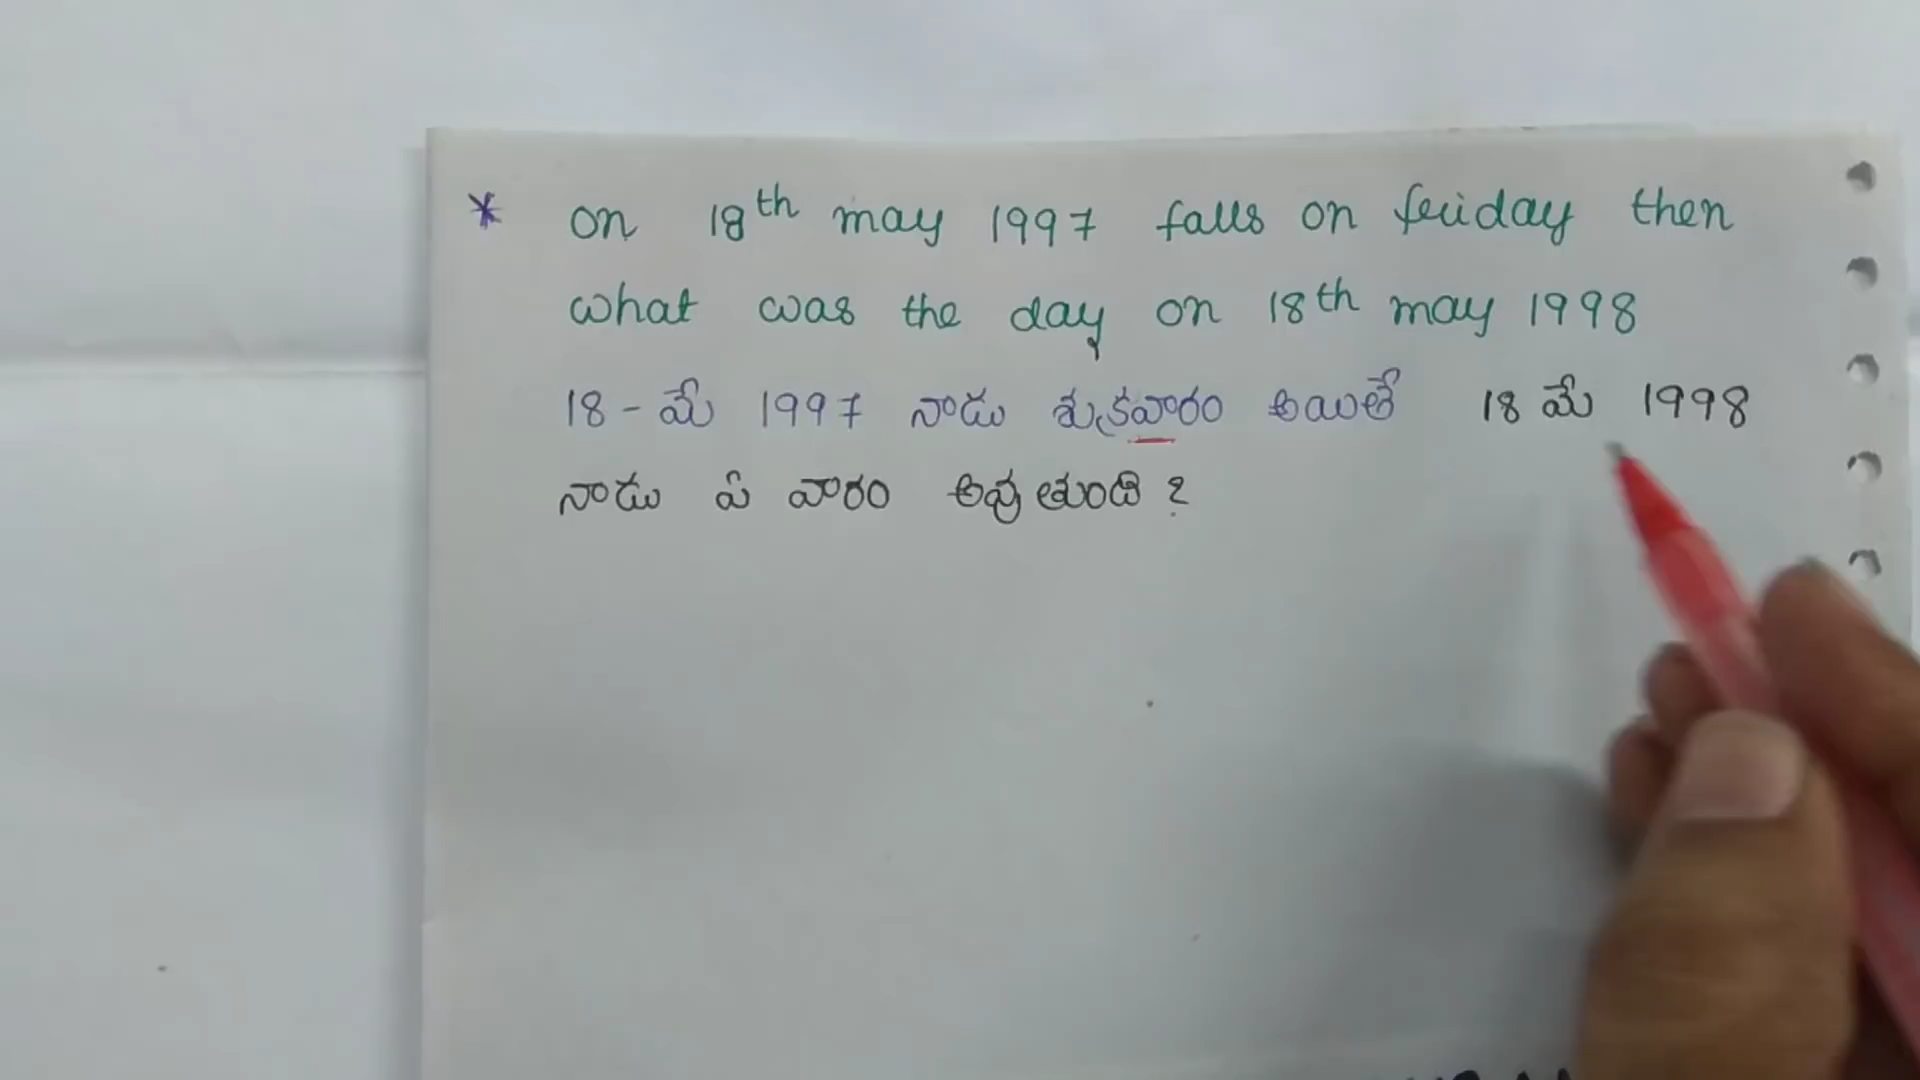 * on 18th may 1997 falls on friday then
what was the day on 18th may 1998
18 - మే 1997 నాడు శుక్రవారం అయితే 18 మే 1998
నాడు ఏ వారం అవుతుంది ?